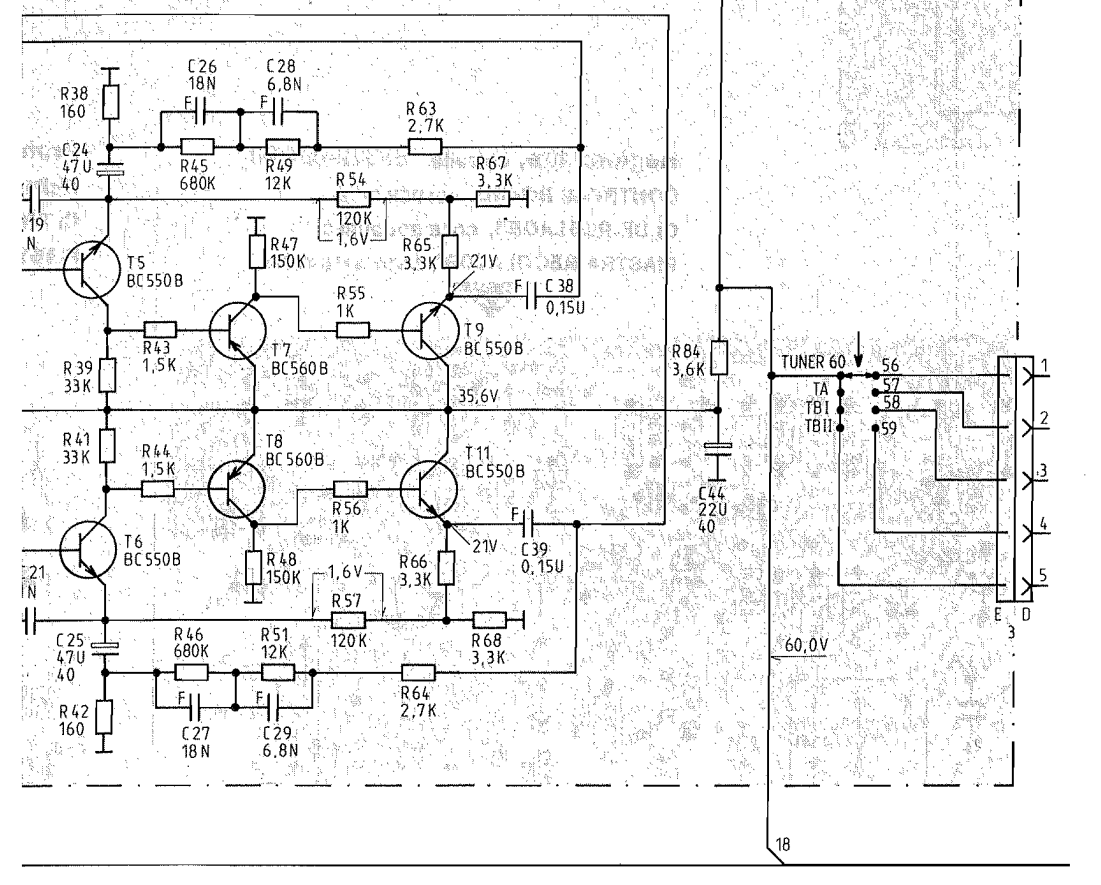 R38
160
C26
18N
C28
6,8N
F
F
R45
680K
R49
12K
R63
2,7K
C24
47U
40
R54
120K
1,6V
R67
3,3K
19
N
T5
BC550B
R47
150K
R65
3,3K
21V
F
C38
0,15U
R55
1K
R43
1,5K
T7
BC560B
T9
BC550B
R39
33K
R84
3,6K
TUNER 60
56
TA
57
TBI
58
TBII
59
1
2
3
4
5
E
D
3
35,6V
R41
33K
R44
1,5K
T8
BC560B
T11
BC550B
R56
1K
C44
22U
40
T6
BC550B
R48
150K
F
C39
0,15U
21V
R66
3,3K
1,6V
R57
120K
21
N
C25
47U
40
R46
680K
R51
12K
R68
3,3K
R64
2,7K
60,0V
R42
160
F
F
C27
18N
C29
6,8N
18